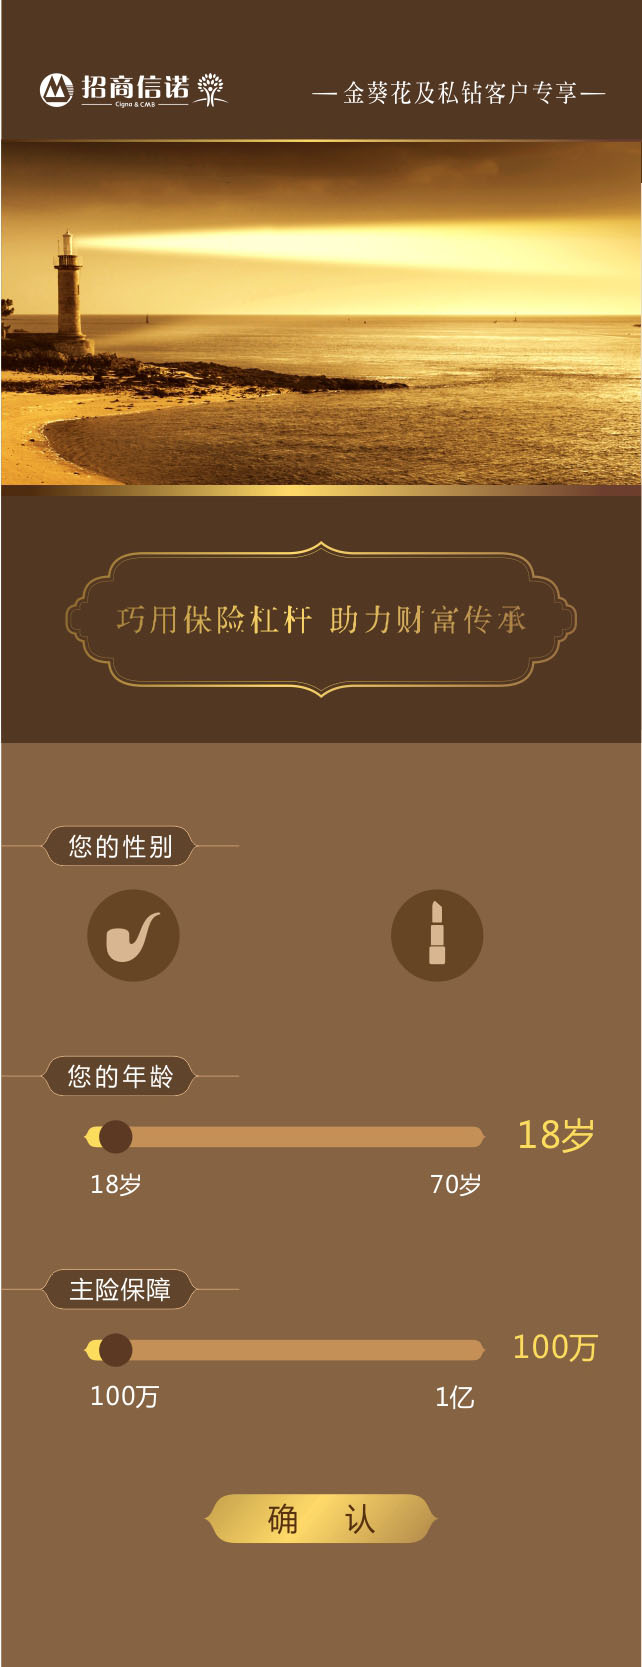 招商信诺
Cigna & CMB
金葵花及私钻客户专享
巧用保险杠杆 助力财富传承
您的性别
您的年龄
18岁
18岁 70岁
主险保障
100万
100万 1亿
确 认